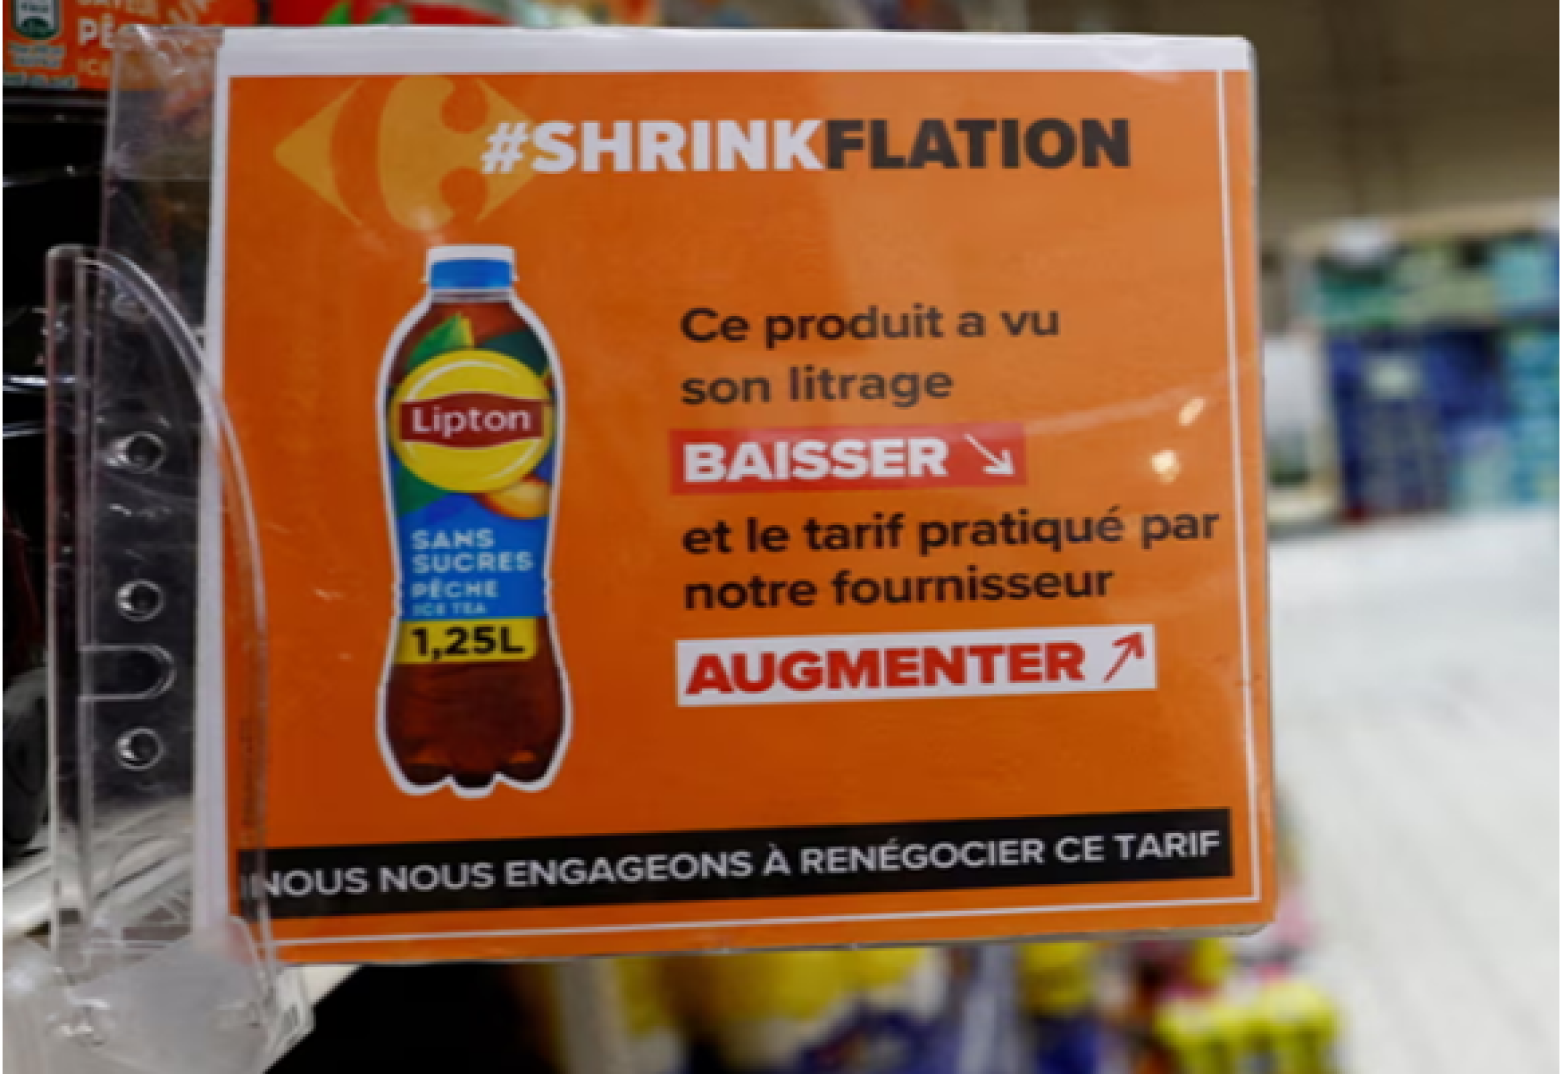 PÊ
#SHRINKFLATION
Ce produit a vu
son litrage
BAISSER
et le tarif pratiqué par
notre fournisseur
AUGMENTER
Lipton
SANS
SUCRES
PÊCHE
ICE TEA
1,25L
NOUS NOUS ENGAGEONS À RENÉGOCIER CE TARIF